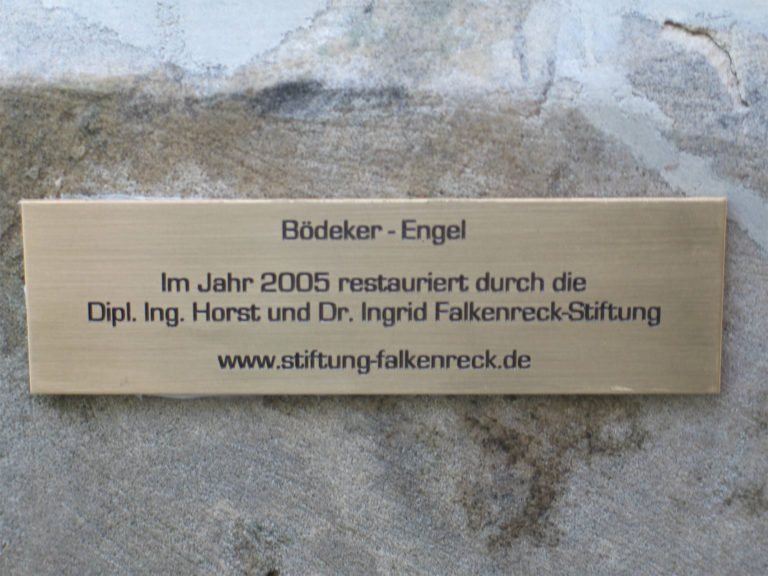 Bödeker - Engel
Im Jahr 2005 restauriert durch die
Dipl. Ing. Horst und Dr. Ingrid Falkenreck-Stiftung
www.stiftung-falkenreck.de